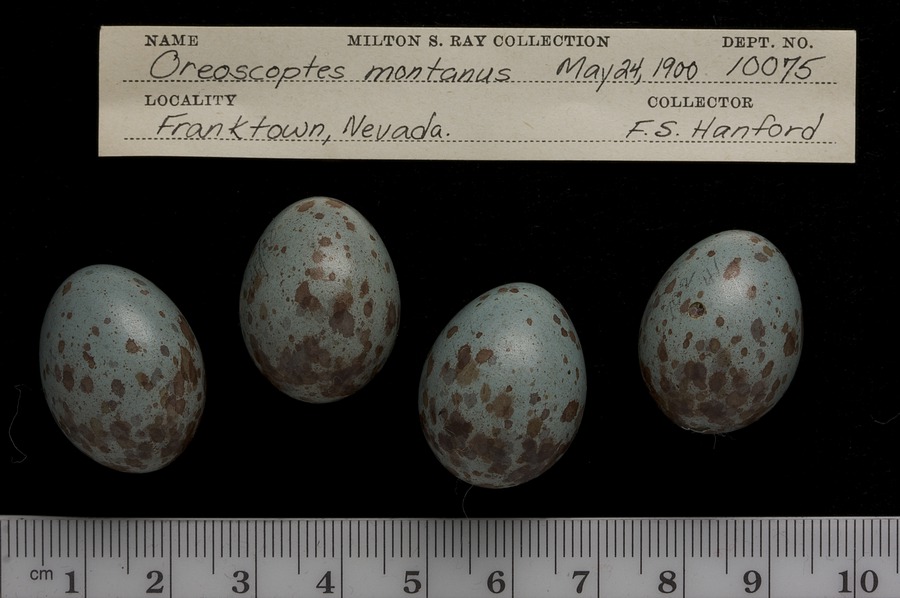 NAME MILTON S. RAY COLLECTION DEPT. NO.
Oreoscoptes montanus May 24, 1900 10075
LOCALITY COLLECTOR
Franktown, Nevada. F.S. Hanford
cm 1 2 3 4 5 6 7 8 9 10